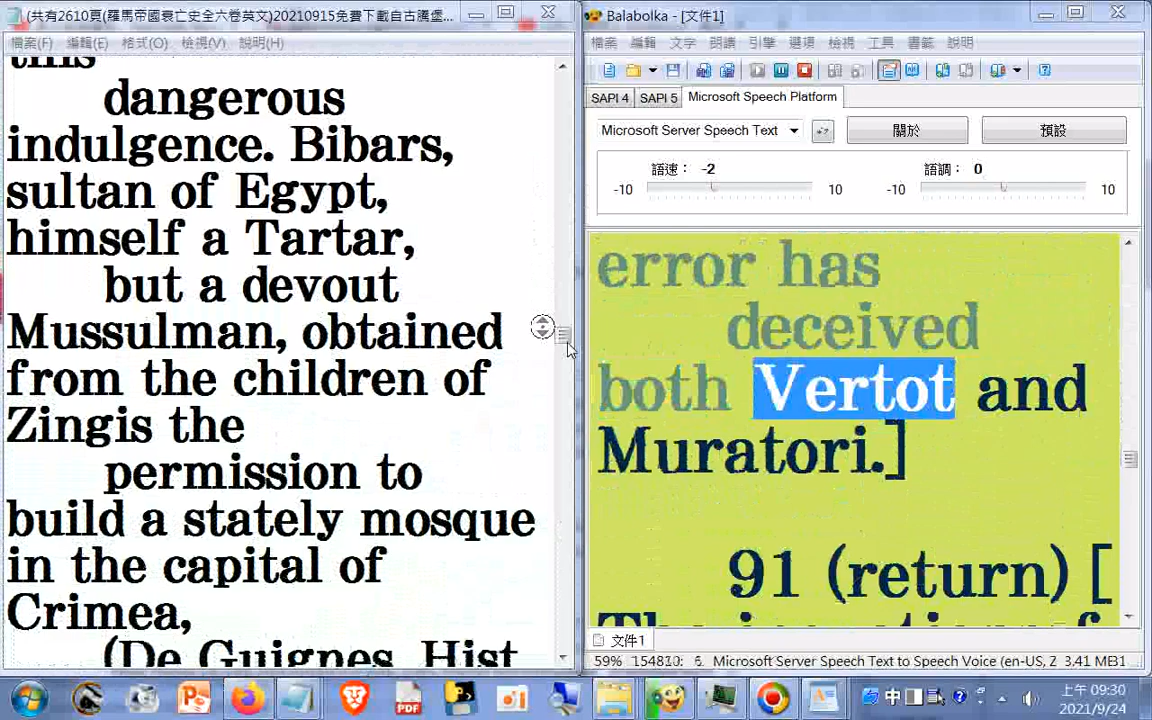 (共有2610頁(羅馬帝國衰亡史全六卷英文)20210915免費下載自古騰堡...
檔案(F) 編輯(E) 格式(O) 檢視(V) 說明(H)
this
dangerous
indulgence. Bibars,
sultan of Egypt,
himself a Tartar,
but a devout
Mussulman, obtained
from the children of
Zingis the
permission to
build a stately mosque
in the capital of
Crimea,
(De Guignes, Hist
Balabolka - [文件1]
檔案 編輯 文字 朗讀 引擎 選項 檢視 工具 書籤 說明
SAPI 4 SAPI 5 Microsoft Speech Platform
Microsoft Server Speech Text 關於 預設
語速: -2 語調: 0
-10 10 -10 10
error has
deceived
both Vertot and
Muratori.]
91 (return) [
文件1
59% 154810: 6. Microsoft Server Speech Text to Speech Voice (en-US, Z 3.41 MB1
中
上午 09:30
2021/9/24